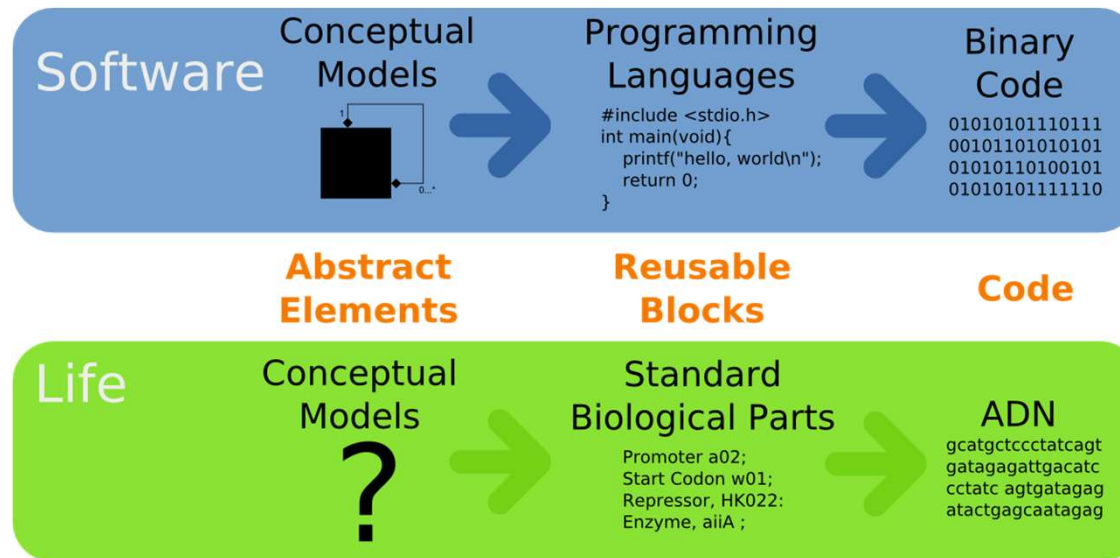 Software
Conceptual
Models
1
0...*
Programming
Languages
#include <stdio.h>
int main(void){
printf("hello, world\n");
return 0;
}
Binary
Code
01010101110111
00101101010101
01010110100101
01010101111110
Abstract
Elements
Reusable
Blocks
Code
Life
Conceptual
Models
?
Standard
Biological Parts
Promoter a02;
Start Codon w01;
Repressor, HK022:
Enzyme, aiiA ;
ADN
gcatgctccctatcagt
gatagagattgacatc
cctatc agtgatagag
atactgagcaatagag